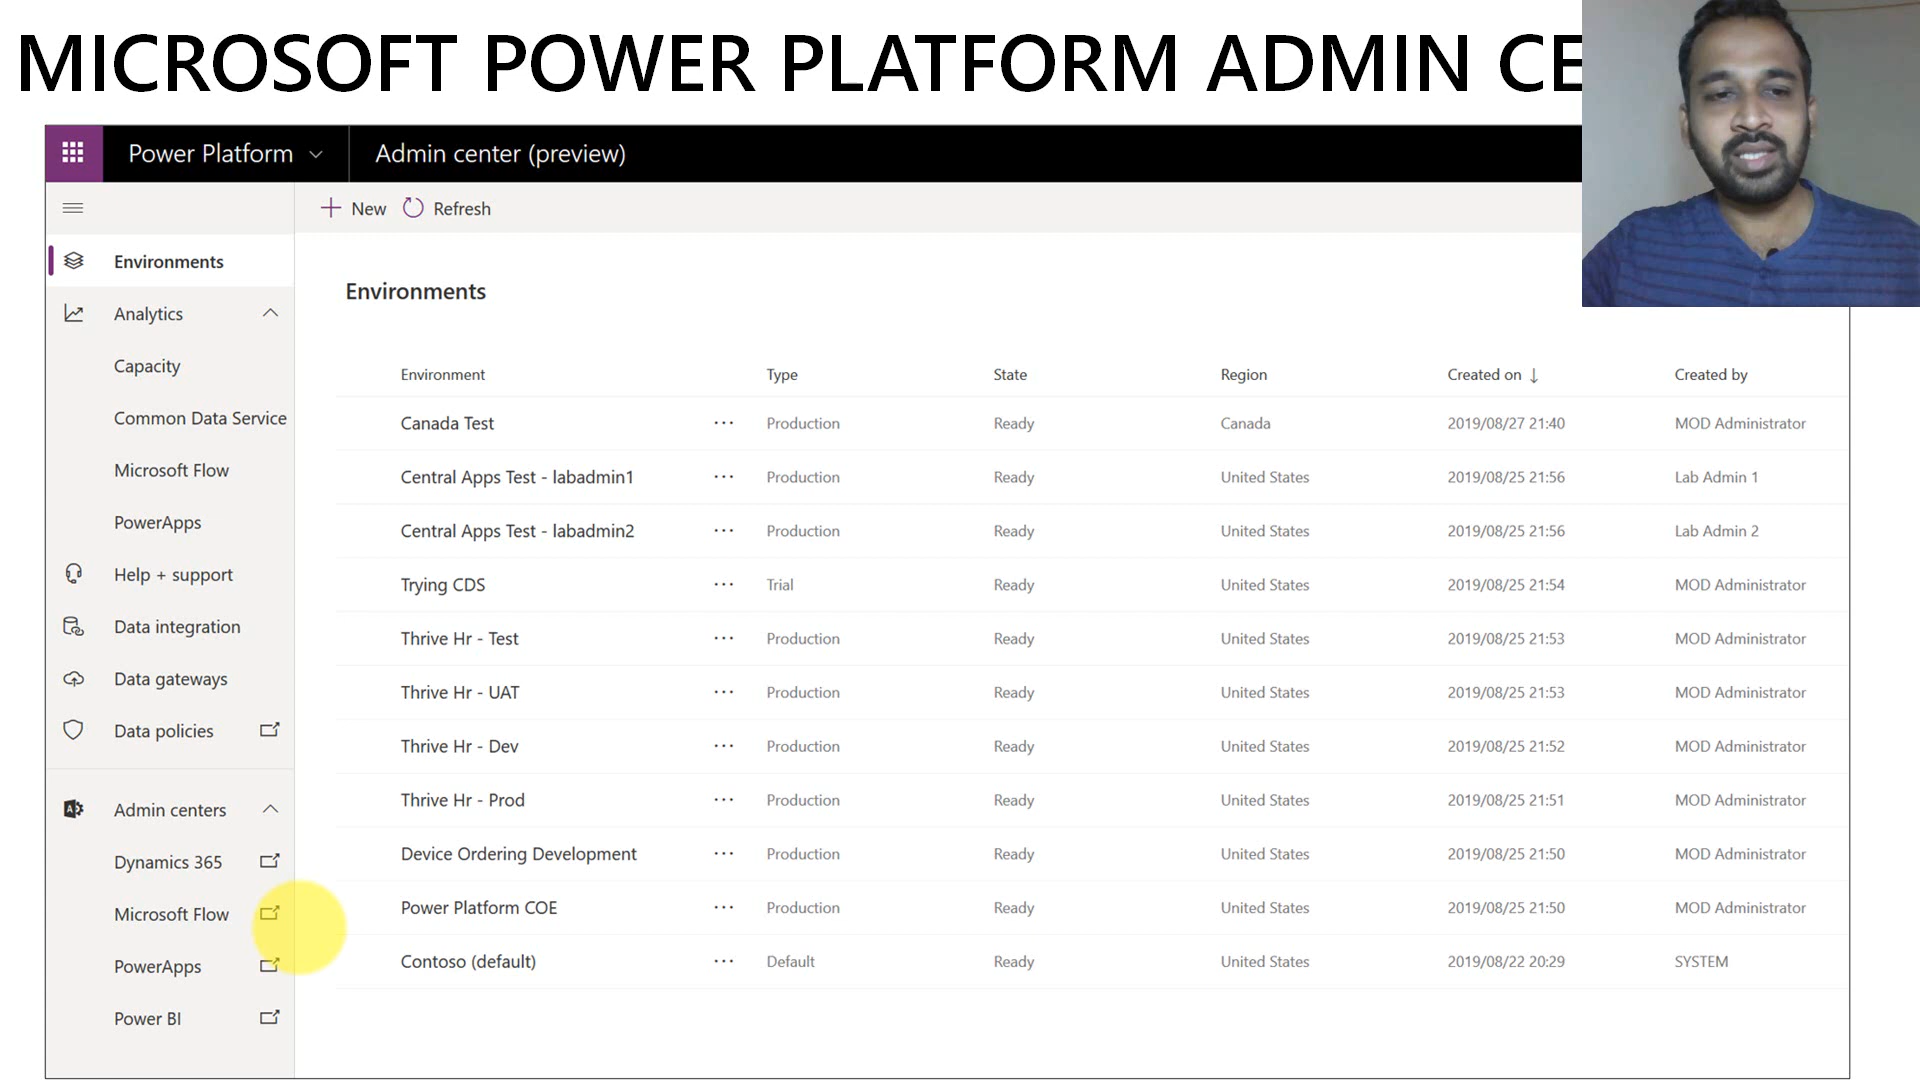 MICROSOFT POWER PLATFORM ADMIN CE
Power Platform
Admin center (preview)
New
Refresh
Environments
Analytics
Capacity
Common Data Service
Microsoft Flow
PowerApps
Help + support
Data integration
Data gateways
Data policies
Admin centers
Dynamics 365
Microsoft Flow
PowerApps
Power BI
Environments
Environment Type State Region Created on ↓ Created by
Canada Test ... Production Ready Canada 2019/08/27 21:40 MOD Administrator
Central Apps Test - labadmin1 ... Production Ready United States 2019/08/25 21:56 Lab Admin 1
Central Apps Test - labadmin2 ... Production Ready United States 2019/08/25 21:56 Lab Admin 2
Trying CDS ... Trial Ready United States 2019/08/25 21:54 MOD Administrator
Thrive Hr - Test ... Production Ready United States 2019/08/25 21:53 MOD Administrator
Thrive Hr - UAT ... Production Ready United States 2019/08/25 21:53 MOD Administrator
Thrive Hr - Dev ... Production Ready United States 2019/08/25 21:52 MOD Administrator
Thrive Hr - Prod ... Production Ready United States 2019/08/25 21:51 MOD Administrator
Device Ordering Development ... Production Ready United States 2019/08/25 21:50 MOD Administrator
Power Platform COE ... Production Ready United States 2019/08/25 21:50 MOD Administrator
Contoso (default) ... Default Ready United States 2019/08/22 20:29 SYSTEM